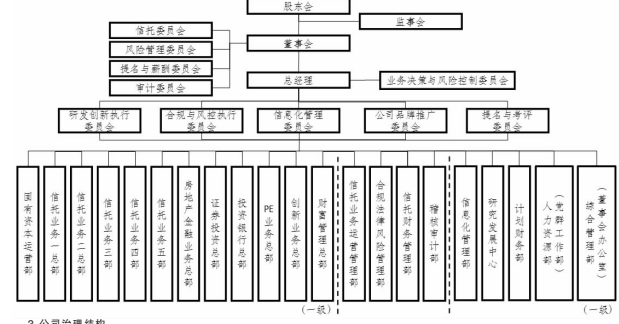 股东会
监事会
信托委员会
风险管理委员会
提名与薪酬委员会
审计委员会
董事会
总经理
业务决策与风险控制委员会
研发创新执行
委员会
合规与风控执行
委员会
信息化管理
委员会
公司品牌推广
委员会
提名与考评
委员会
固有资本运营部
信托业务一总部
信托业务二总部
信托业务三部
信托业务四部
信托业务五部
房地产金融业务总部
证券投资总部
投资银行总部
PE业务总部
创新业务总部
财富管理总部
信托业务运营管理部
合规法律风险管理部
信托财务管理部
稽核审计部
信息化管理部
研究发展中心
计划财务部
人力资源部
（党群工作部）
综合管理部
（董事会办公室）
（一级）
（一级）
2 公司治理结构